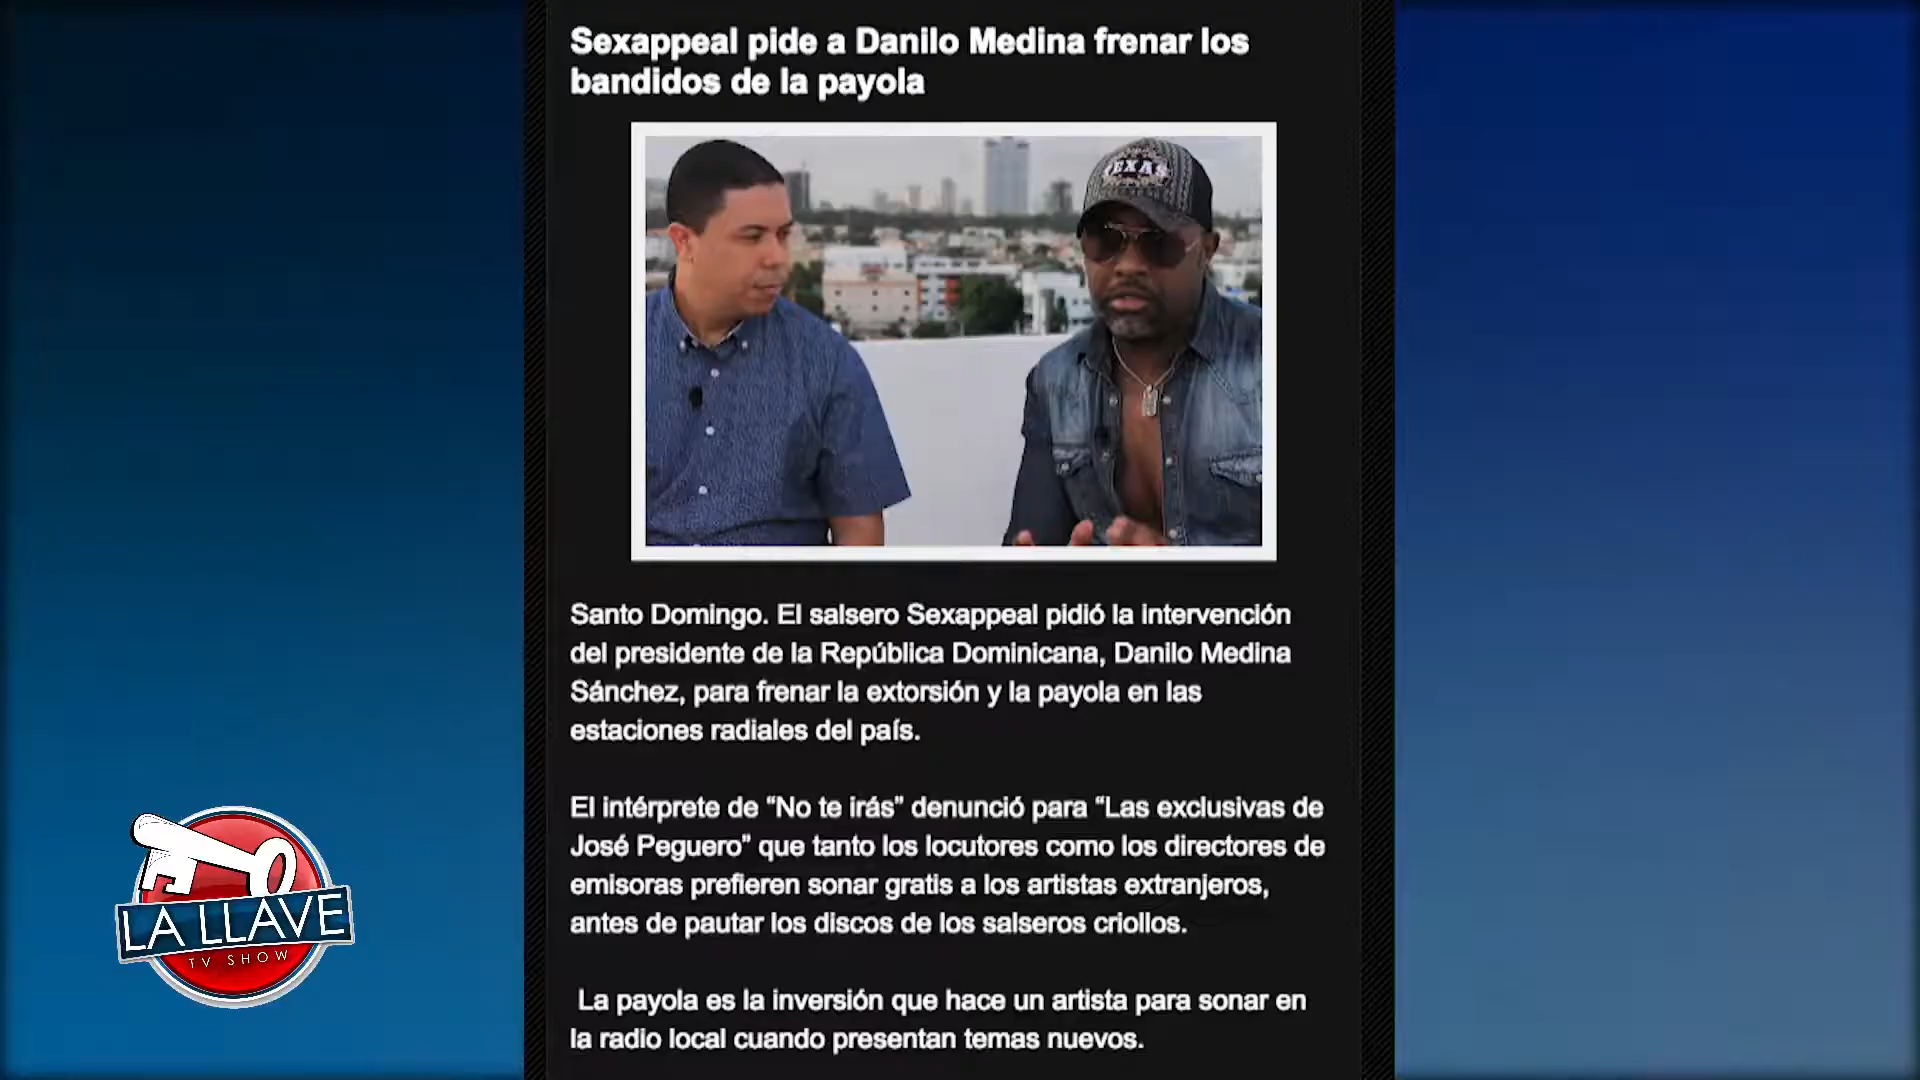 Sexappeal pide a Danilo Medina frenar los
bandidos de la payola
Santo Domingo. El salsero Sexappeal pidió la intervención
del presidente de la República Dominicana, Danilo Medina
Sánchez, para frenar la extorsión y la payola en las
estaciones radiales del país.
El intérprete de “No te irás” denunció para “Las exclusivas de
José Peguero” que tanto los locutores como los directores de
emisoras prefieren sonar gratis a los artistas extranjeros,
antes de pautar los discos de los salseros criollos.
La payola es la inversión que hace un artista para sonar en
la radio local cuando presentan temas nuevos.
LA LLAVE
TV SHOW